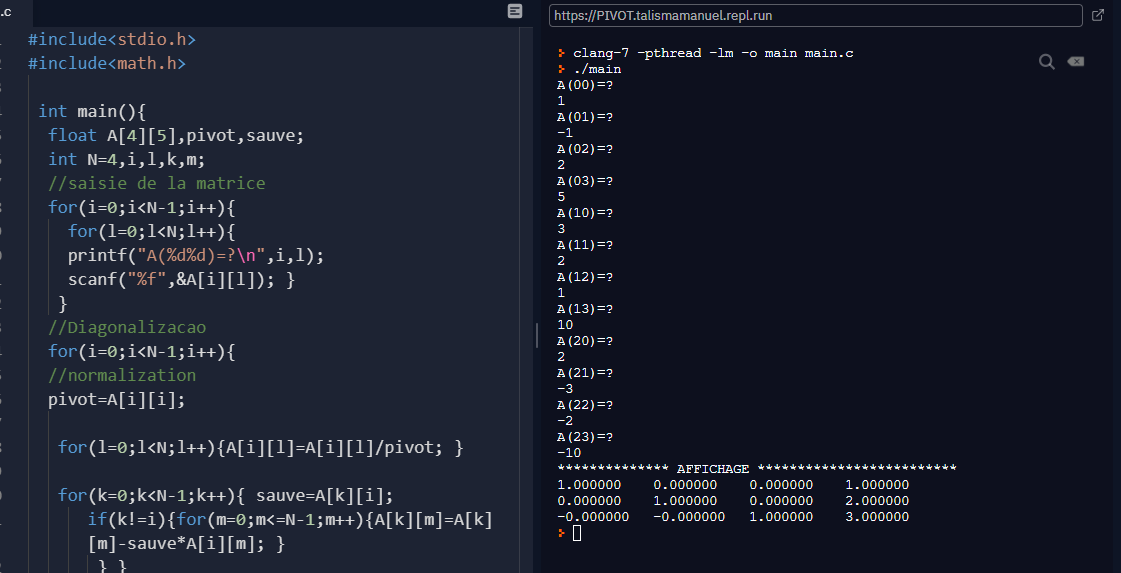 .c
#include<stdio.h>
#include<math.h>
int main(){
float A[4][5],pivot,sauve;
int N=4,i,l,k,m;
//saisie de la matrice
for(i=0;i<N-1;i++){
for(l=0;l<N;l++){
printf("A(%d%d)=?\n",i,l);
scanf("%f",&A[i][l]); }
}
//Diagonalizacao
for(i=0;i<N-1;i++){
//normalization
pivot=A[i][i];
for(l=0;l<N;l++){A[i][l]=A[i][l]/pivot; }
for(k=0;k<N-1;k++){ sauve=A[k][i];
if(k!=i){for(m=0;m<=N-1;m++){A[k][m]=A[k]
[m]-sauve*A[i][m]; }
} }
https://PIVOT.talismamanuel.repl.run
clang-7 -pthread -lm -o main main.c
./main
A(00)=?
1
A(01)=?
-1
A(02)=?
2
A(03)=?
5
A(10)=?
3
A(11)=?
2
A(12)=?
1
A(13)=?
10
A(20)=?
2
A(21)=?
-3
A(22)=?
-2
A(23)=?
-10
************** AFFICHAGE *************************
1.000000 0.000000 0.000000 1.000000
0.000000 1.000000 0.000000 2.000000
-0.000000 -0.000000 1.000000 3.000000